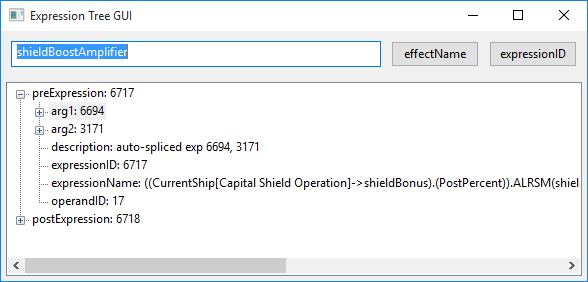 Expression Tree GUI
shieldBoostAmplifier
effectName
expressionID
preExpression: 6717
arg1: 6694
arg2: 3171
description: auto-spliced exp 6694, 3171
expressionID: 6717
expressionName: ((CurrentShip[Capital Shield Operation]->shieldBonus).(PostPercent)).ALRSM(shiel
operandID: 17
postExpression: 6718